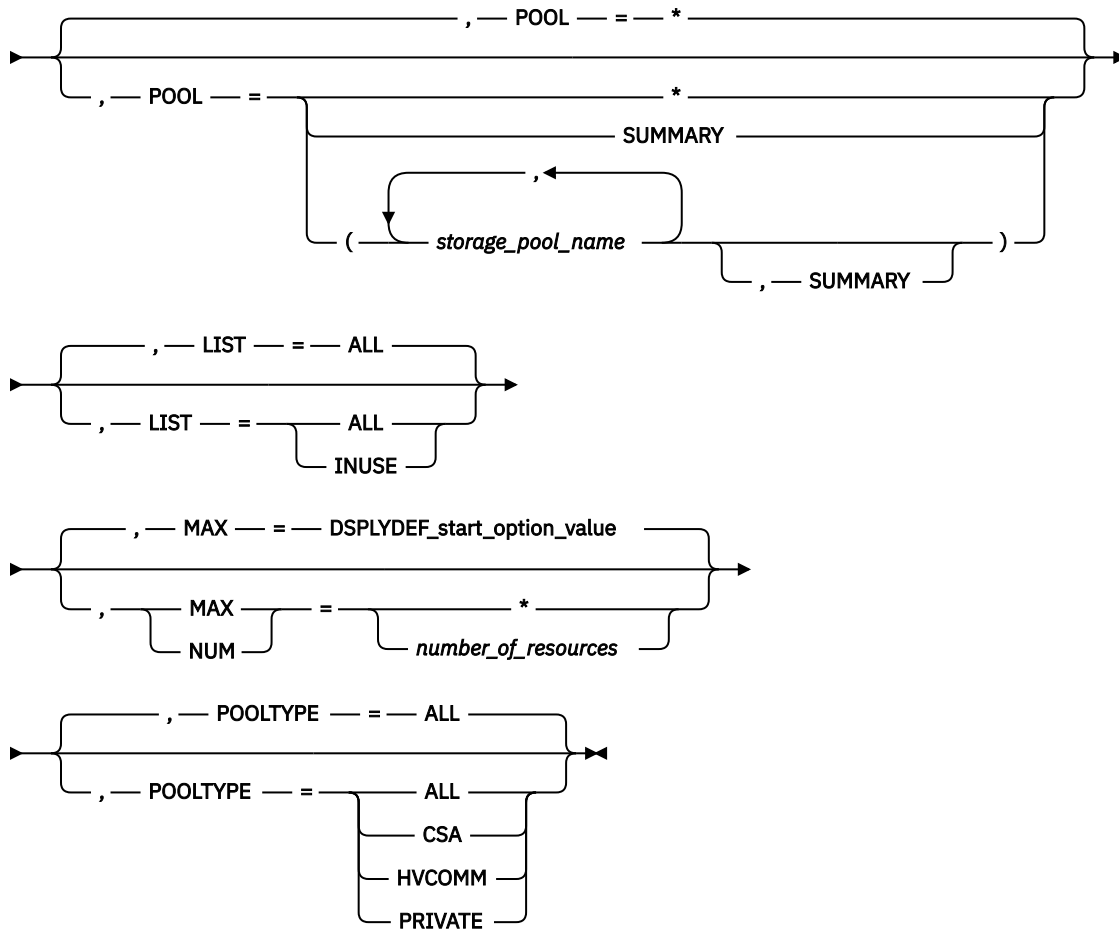 , POOL = *
, POOL = *
SUMMARY
,
( storage_pool_name )
, SUMMARY
, LIST = ALL
, LIST = ALL
INUSE
, MAX = DSPLYDEF_start_option_value
, MAX = *
NUM number_of_resources
, POOLTYPE = ALL
, POOLTYPE = ALL
CSA
HVCOMM
PRIVATE